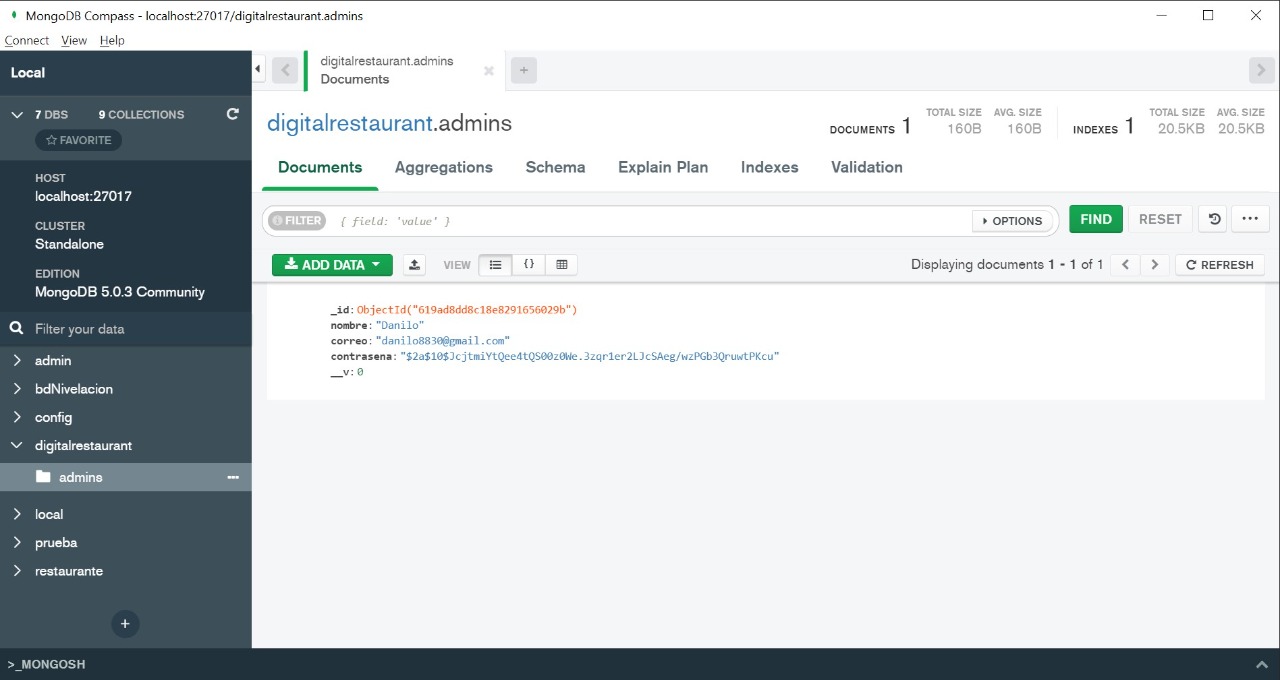 MongoDB Compass - localhost:27017/digitalrestaurant.admins
Connect View Help
Local
7 DBS 9 COLLECTIONS
FAVORITE
HOST
localhost:27017
CLUSTER
Standalone
EDITION
MongoDB 5.0.3 Community
Filter your data
admin
bdNivelacion
config
digitalrestaurant
admins
local
prueba
restaurante
>_MONGOSH
digitalrestaurant.admins
Documents
digitalrestaurant.admins
DOCUMENTS 1
TOTAL SIZE
160B
AVG. SIZE
160B
INDEXES 1
TOTAL SIZE
20.5KB
AVG. SIZE
20.5KB
Documents Aggregations Schema Explain Plan Indexes Validation
FILTER { field: 'value' } OPTIONS FIND RESET
ADD DATA VIEW {} Displaying documents 1 - 1 of 1 REFRESH
_id: ObjectId("619ad8dd8c18e8291656029b")
nombre: "Danilo"
correo: "danilo8830@gmail.com"
contrasena: "$2a$10$JcjtmiYtQee4tQS00z0We.3zqr1er2LJcSAeg/wzPGb3QruwtPKcu"
__v: 0